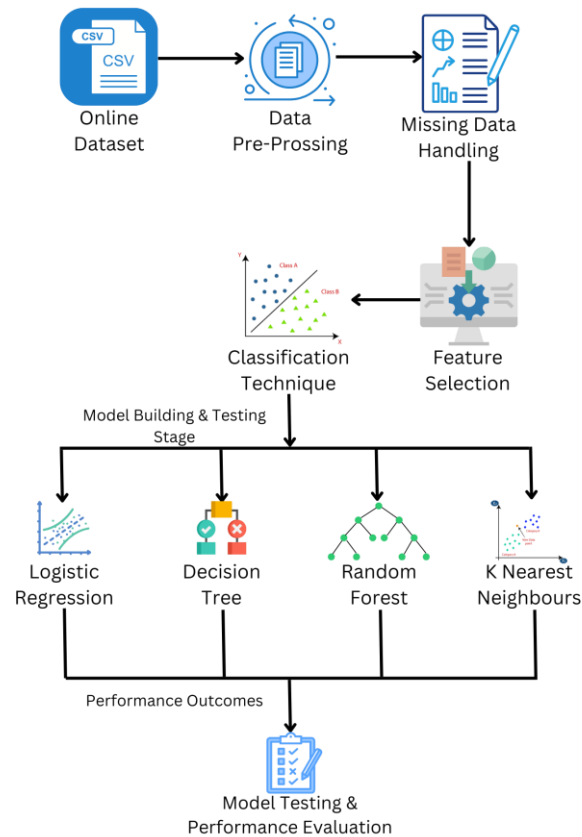 CSV
CSV
Online
Dataset
Data
Pre-Prossing
Missing Data
Handling
Y
Class A
Class B
X
Classification
Technique
Feature
Selection
Model Building & Testing
Stage
Logistic
Regression
Decision
Tree
Random
Forest
K Nearest
Neighbours
Performance Outcomes
Model Testing &
Performance Evaluation